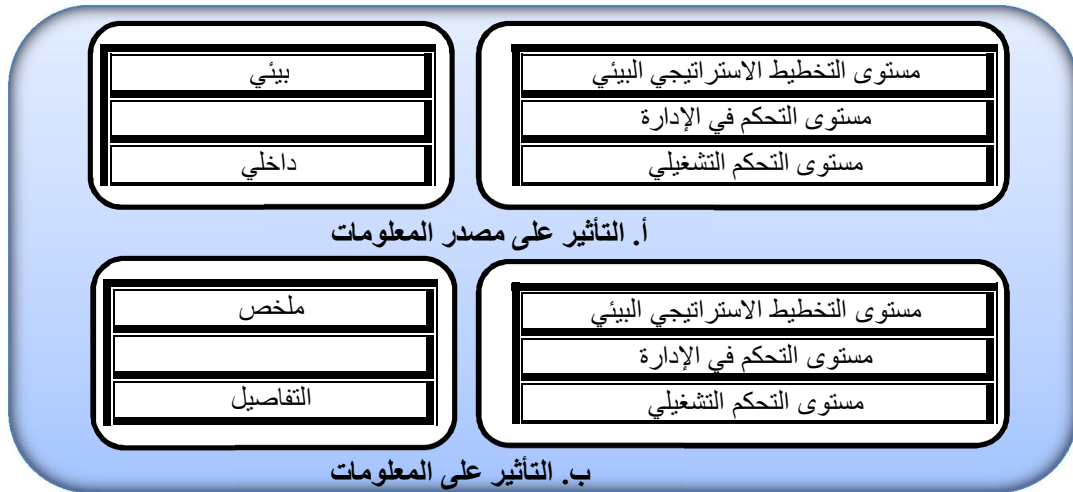 مستوى التخطيط الاستراتيجي البيئي
بيئي
مستوى التحكم في الإدارة
مستوى التحكم التشغيلي
داخلي
أ. التأثير على مصدر المعلومات
مستوى التخطيط الاستراتيجي البيئي
ملخص
مستوى التحكم في الإدارة
مستوى التحكم التشغيلي
التفاصيل
ب. التأثير على المعلومات